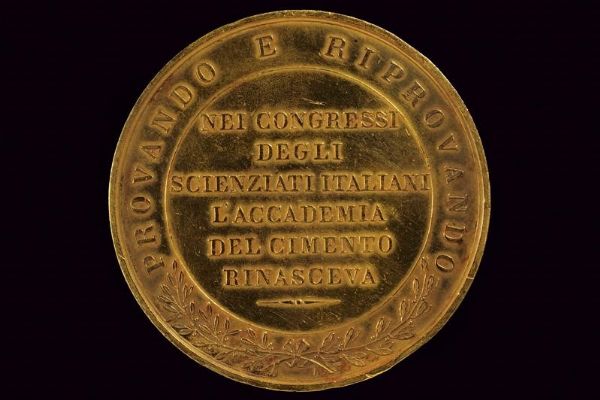 PROVANDO E RIPROVANDO
NEI CONGRESSI
DEGLI
SCIENZIATI ITALIANI
L'ACCADEMIA
DEL CIMENTO
RINASCEVA